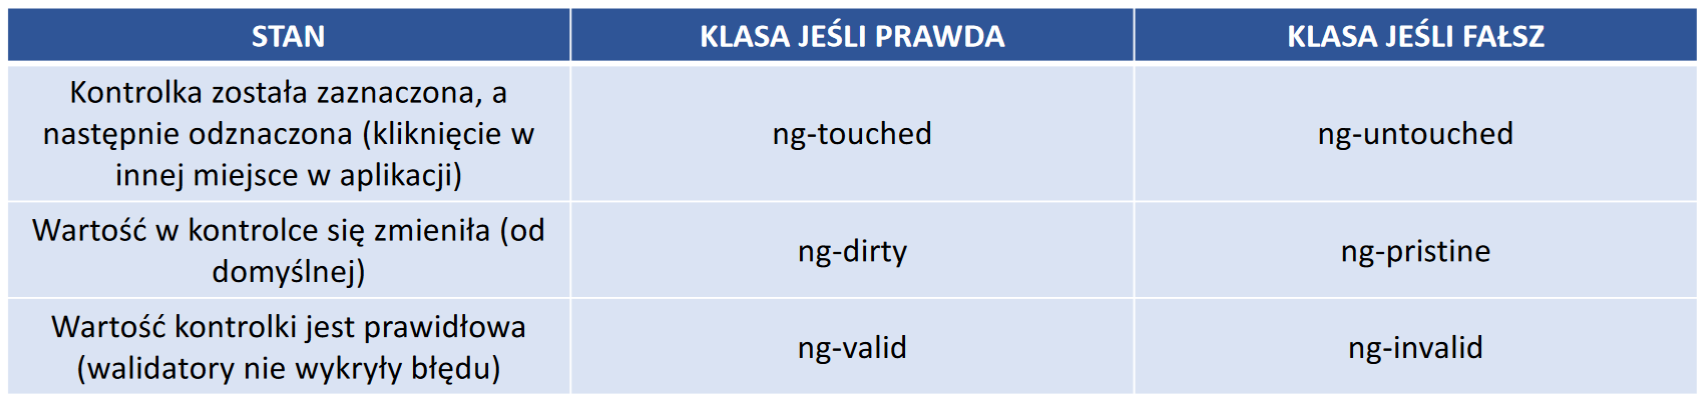 STAN
KLASA JEŚLI PRAWDA
KLASA JEŚLI FAŁSZ
Kontrolka została zaznaczona, a
następnie odznaczona (kliknięcie w
innej miejsce w aplikacji)
ng-touched
ng-untouched
Wartość w kontrolce się zmieniła (od
domyślnej)
ng-dirty
ng-pristine
Wartość kontrolki jest prawidłowa
(walidatory nie wykryły błędu)
ng-valid
ng-invalid